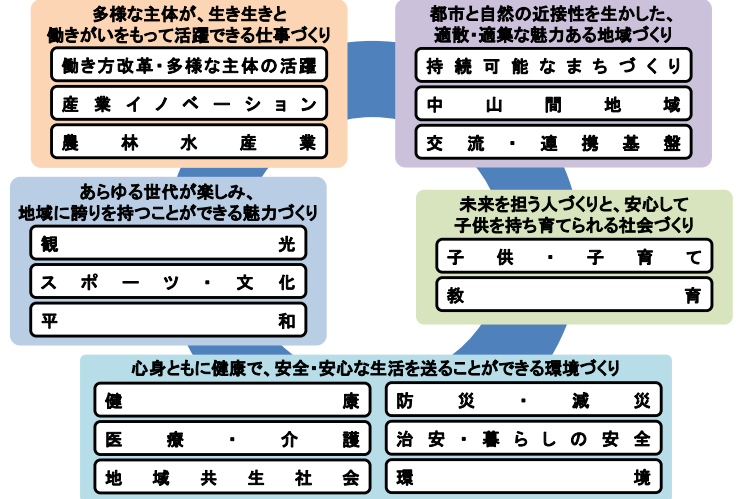 多様な主体が、生き生きと
働きがいをもって活躍できる仕事づくり
働き方改革・多様な主体の活躍
産業イノベーション
農林水産業
都市と自然の近接性を生かした、
適散・適集な魅力ある地域づくり
持続可能なまちづくり
中山間地域
交流・連携基盤
あらゆる世代が楽しみ、
地域に誇りを持つことができる魅力づくり
観光
スポーツ・文化
平和
未来を担う人づくりと、安心して
子供を持ち育てられる社会づくり
子供・子育て
教育
心身ともに健康で、安全・安心な生活を送ることができる環境づくり
健康
医療・介護
地域共生社会
防災・減災
治安・暮らしの安全
環境